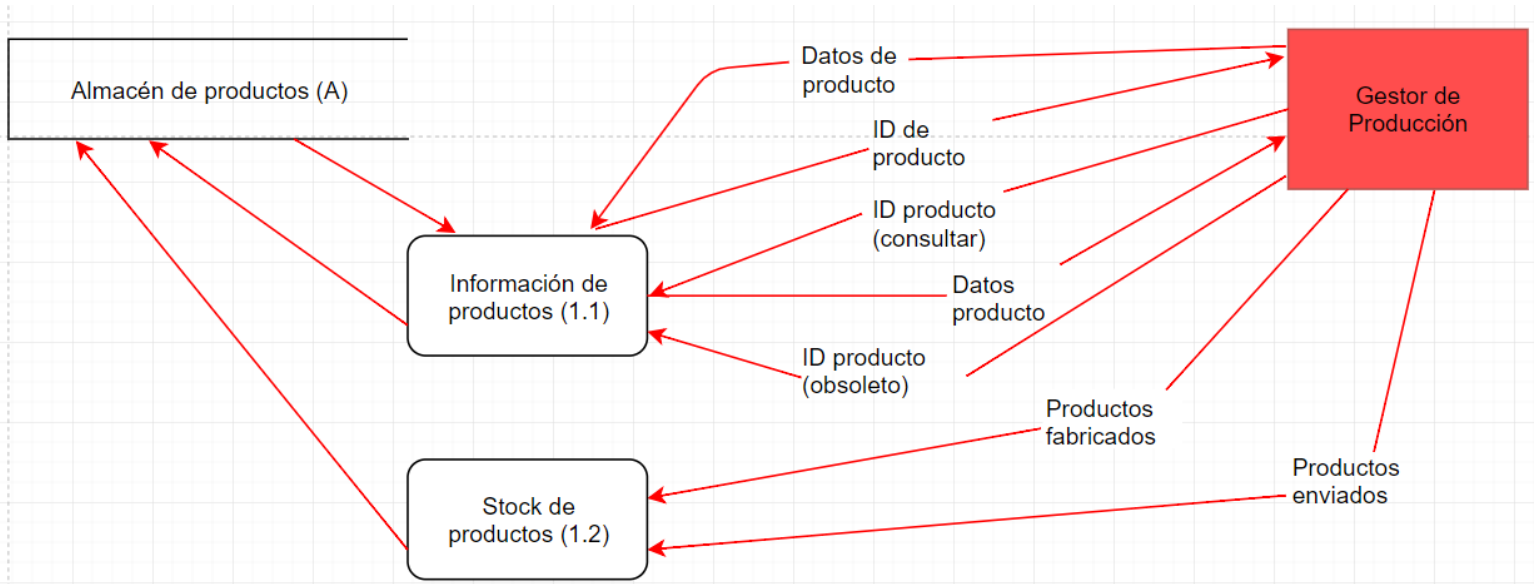 Almacén de productos (A)
Datos de
producto
Gestor de
Producción
ID de
producto
ID producto
(consultar)
Información de
productos (1.1)
Datos
producto
ID producto
(obsoleto)
Productos
fabricados
Productos
enviados
Stock de
productos (1.2)